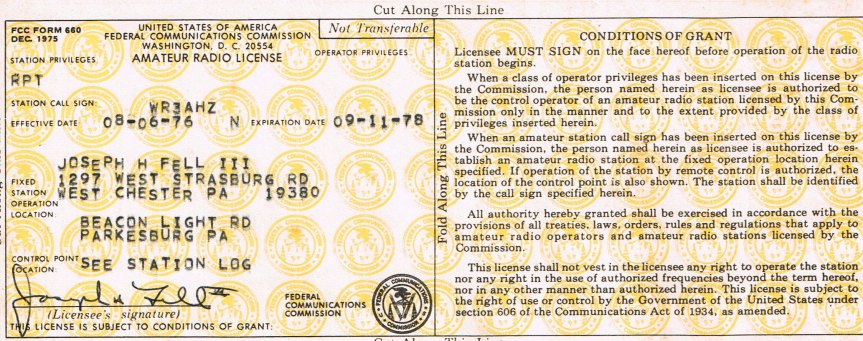 Cut Along This Line
FCC FORM 660
DEC. 1975
UNITED STATES OF AMERICA
FEDERAL COMMUNICATIONS COMMISSION
WASHINGTON, D. C. 20554
AMATEUR RADIO LICENSE
Not Transferable
STATION PRIVILEGES
OPERATOR PRIVILEGES
RPT
STATION CALL SIGN:
WR3AHZ
EFFECTIVE DATE 08-06-76 N EXPIRATION DATE 09-11-78
JOSEPH H FELL III
1297 WEST STRASBURG RD
WEST CHESTER PA 19380
FIXED
STATION
OPERATION
LOCATION
BEACON LIGHT RD
PARKESBURG PA
CONTROL POINT
LOCATION: SEE STATION LOG
Joseph H Fell III
(Licensee's signature)
THIS LICENSE IS SUBJECT TO CONDITIONS OF GRANT:
FEDERAL
COMMUNICATIONS
COMMISSION
FEDERAL COMMUNICATIONS COMMISSION
Fold Along This Line
CONDITIONS OF GRANT
Licensee MUST SIGN on the face hereof before operation of the radio
station begins.
When a class of operator privileges has been inserted on this license by
the Commission, the person named herein as licensee is authorized to
be the control operator of an amateur radio station licensed by this Com-
mission only in the manner and to the extent provided by the class of
privileges inserted herein.
When an amateur station call sign has been inserted on this license by
the Commission, the person named herein as licensee is authorized to es-
tablish an amateur radio station at the fixed operation location herein
specified. If operation of the station by remote control is authorized, the
location of the control point is also shown. The station shall be identified
by the call sign specified herein.
All authority hereby granted shall be exercised in accordance with the
provisions of all treaties, laws, orders, rules and regulations that apply to
amateur radio operators and amateur radio stations licensed by the
Commission.
This license shall not vest in the licensee any right to operate the station
nor any right in the use of authorized frequencies beyond the term hereof,
nor in any other manner than authorized herein. This license is subject to
the right of use or control by the Government of the United States under
section 606 of the Communications Act of 1934, as amended.